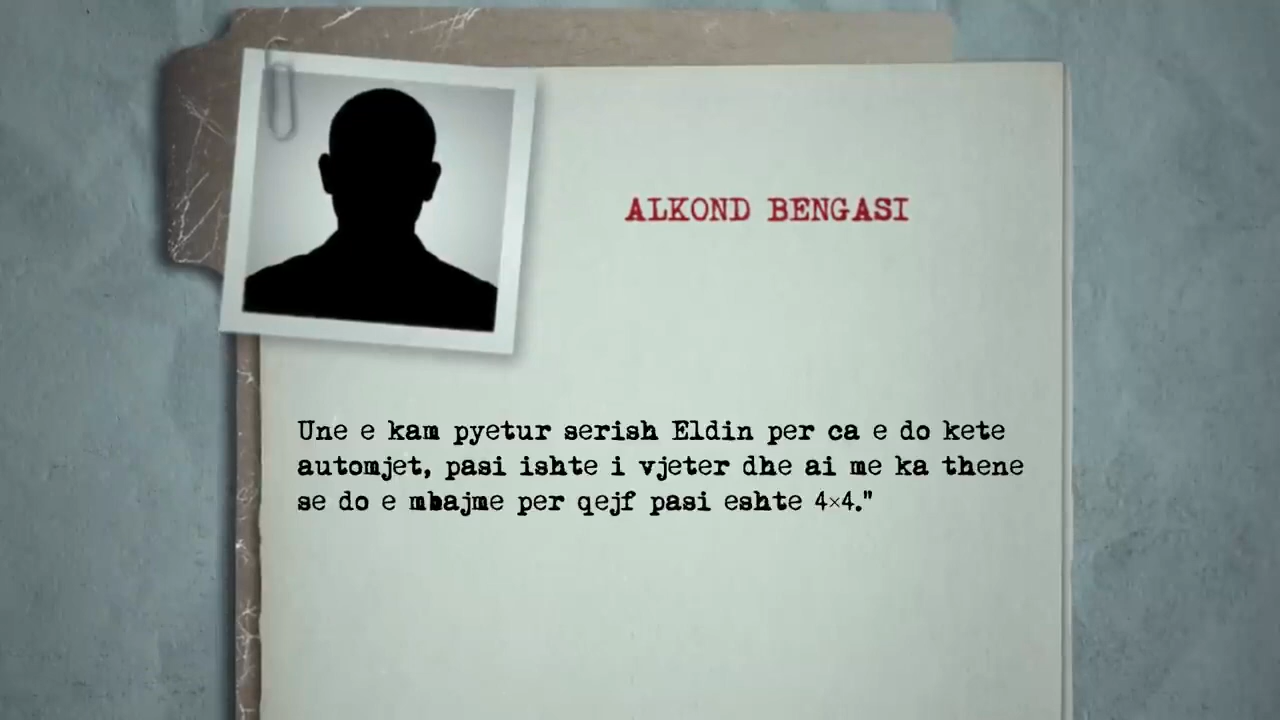 ALKOND BENGASI
Une e kam pyetur serish Eldin per ca e do kete
automjet, pasi ishte i vjeter dhe ai me ka thene
se do e mbajme per qejf pasi eshte 4×4."